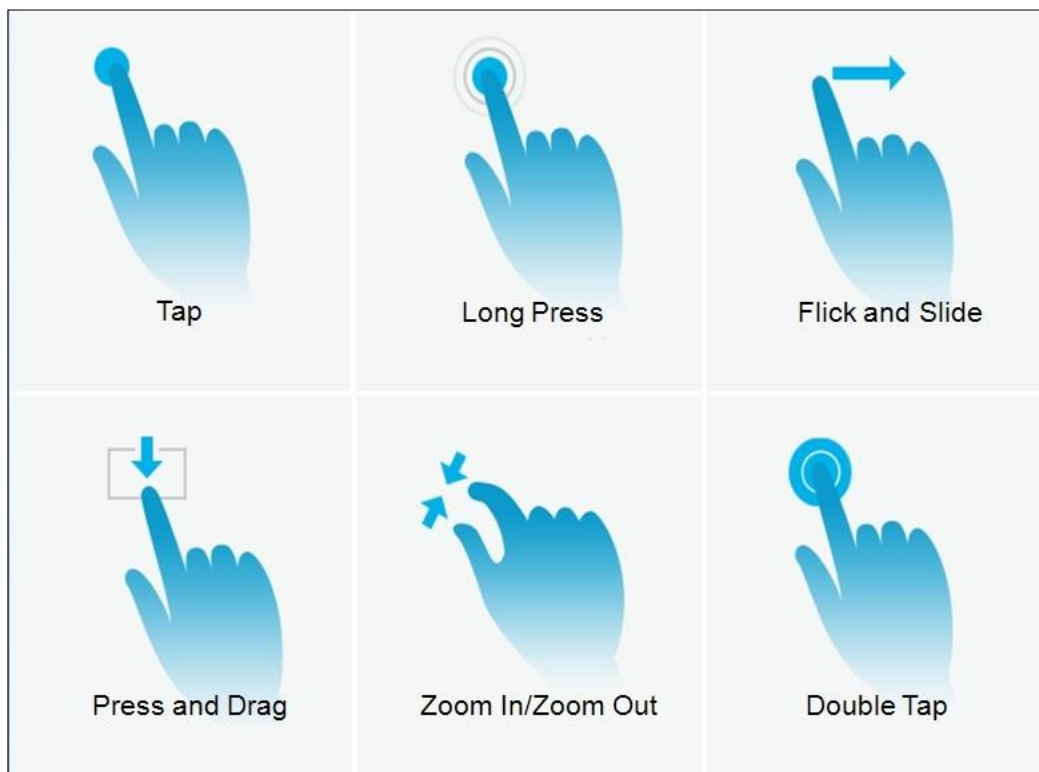 Tap
Long Press
Flick and Slide
Press and Drag
Zoom In/Zoom Out
Double Tap